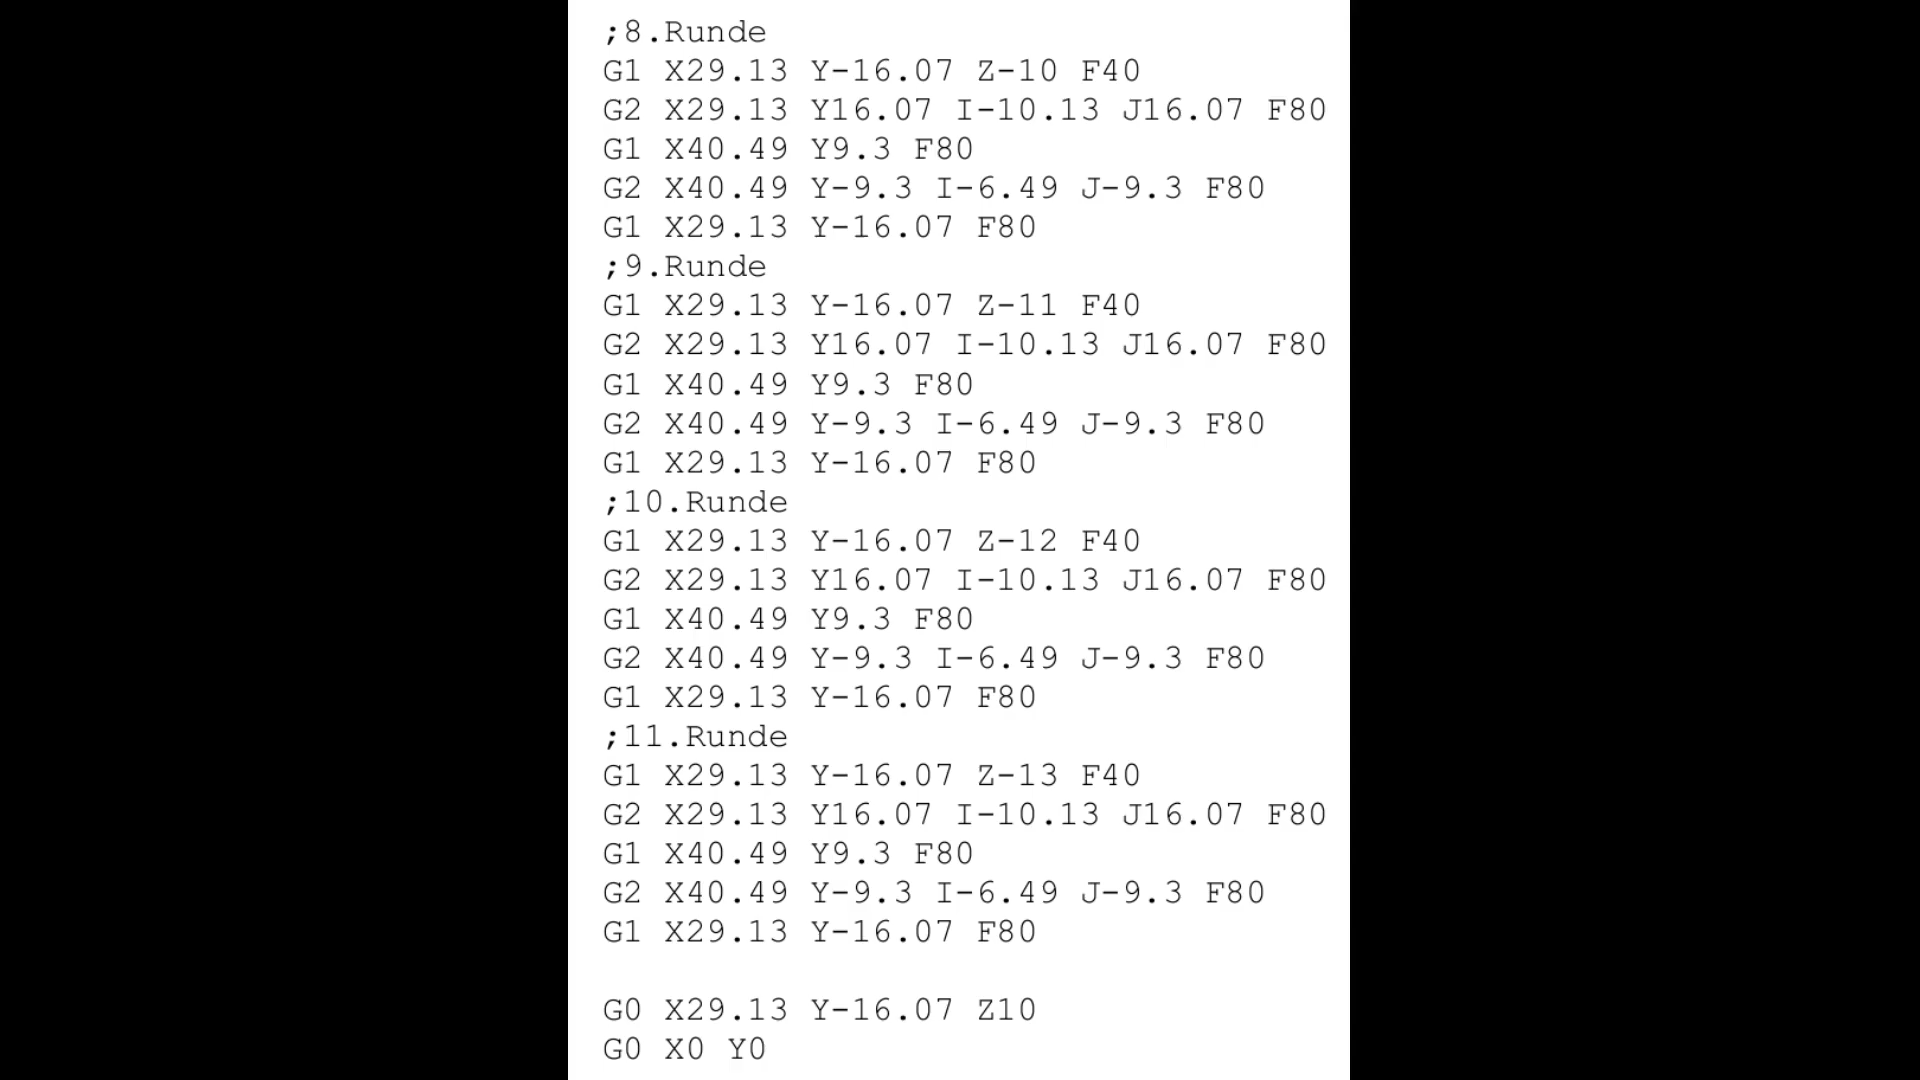 ;8.Runde
G1 X29.13 Y-16.07 Z-10 F40
G2 X29.13 Y16.07 I-10.13 J16.07 F80
G1 X40.49 Y9.3 F80
G2 X40.49 Y-9.3 I-6.49 J-9.3 F80
G1 X29.13 Y-16.07 F80
;9.Runde
G1 X29.13 Y-16.07 Z-11 F40
G2 X29.13 Y16.07 I-10.13 J16.07 F80
G1 X40.49 Y9.3 F80
G2 X40.49 Y-9.3 I-6.49 J-9.3 F80
G1 X29.13 Y-16.07 F80
;10.Runde
G1 X29.13 Y-16.07 Z-12 F40
G2 X29.13 Y16.07 I-10.13 J16.07 F80
G1 X40.49 Y9.3 F80
G2 X40.49 Y-9.3 I-6.49 J-9.3 F80
G1 X29.13 Y-16.07 F80
;11.Runde
G1 X29.13 Y-16.07 Z-13 F40
G2 X29.13 Y16.07 I-10.13 J16.07 F80
G1 X40.49 Y9.3 F80
G2 X40.49 Y-9.3 I-6.49 J-9.3 F80
G1 X29.13 Y-16.07 F80
G0 X29.13 Y-16.07 Z10
G0 X0 Y0